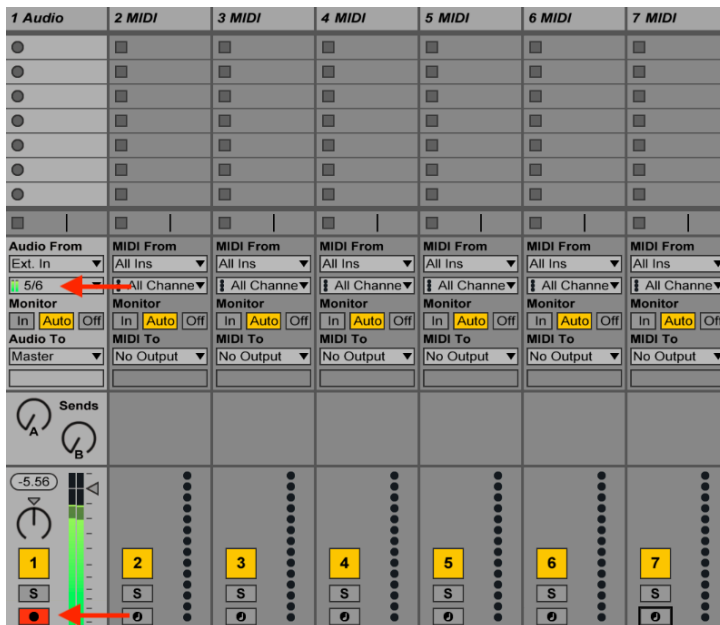 1 Audio 2 MIDI 3 MIDI 4 MIDI 5 MIDI 6 MIDI 7 MIDI
Audio From MIDI From MIDI From MIDI From MIDI From MIDI From MIDI From
Ext. In All Ins All Ins All Ins All Ins All Ins All Ins
5/6 All Channe All Channe All Channe All Channe All Channe All Channe
Monitor Monitor Monitor Monitor Monitor Monitor Monitor
In Auto Off In Auto Off In Auto Off In Auto Off In Auto Off In Auto Off In Auto Of
Audio To MIDI To MIDI To MIDI To MIDI To MIDI To MIDI To
Master No Output No Output No Output No Output No Output No Output
Sends
A
B
-5.56
1 2 3 4 5 6 7
S S S S S S S